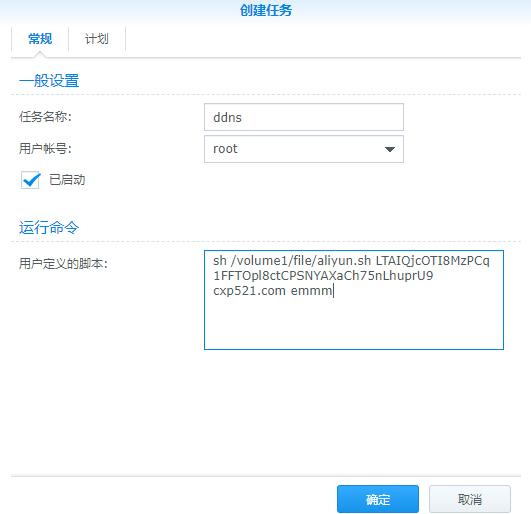 创建任务
常规 计划
一般设置
任务名称: ddns
用户帐号: root
已启动
运行命令
用户定义的脚本: sh /volume1/file/aliyun.sh LTAIQjcOTI8MzPCq
1FFTOpl8ctCPSNYAXaCh75nLhuprU9
cxp521.com emmm
确定 取消